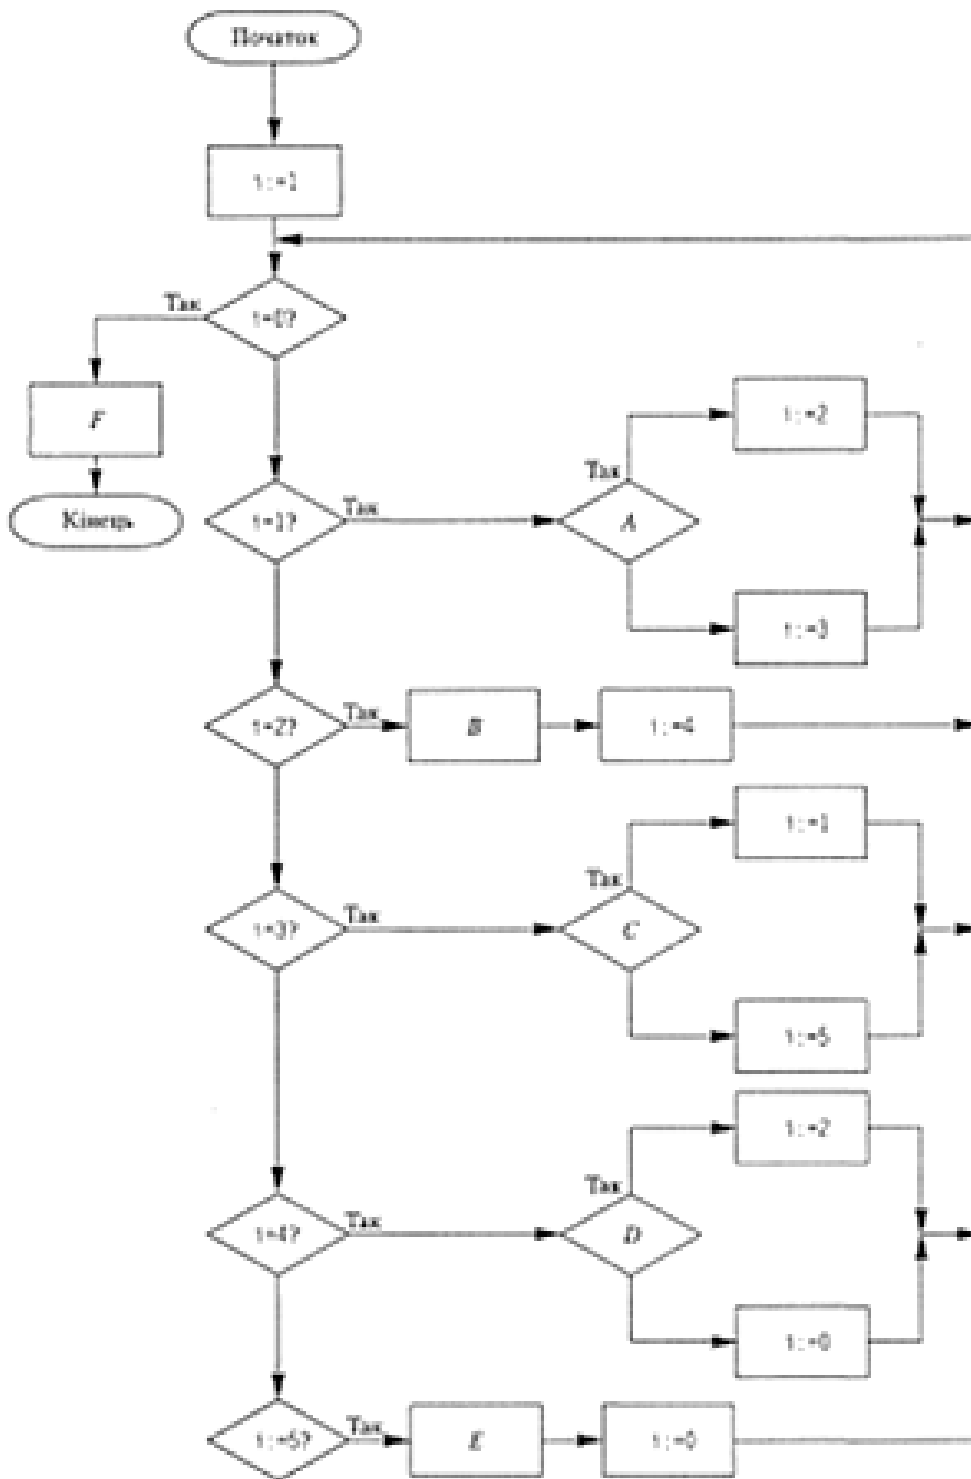 Початок
i:=1
Так
i=0?
F
Кінець
i=1?
Так
A
Так
i:=2
i:=3
i=2?
Так
B
i:=4
i=3?
Так
C
Так
i:=1
i:=5
i=4?
Так
D
Так
i:=2
i:=0
i:=5?
Так
E
i:=0